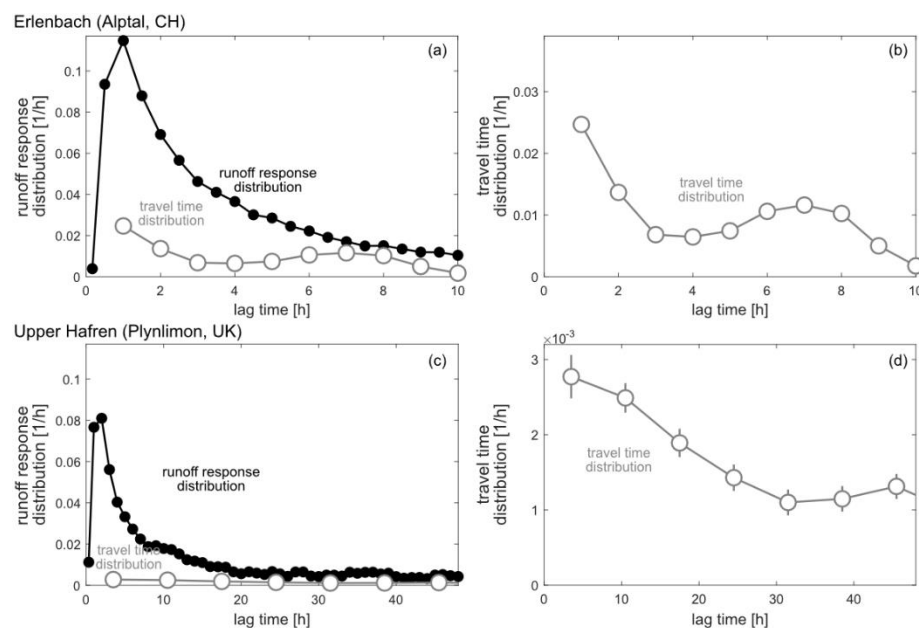 Erlenbach (Alptal, CH)
(a)
runoff response
distribution [1/h]
0.1
0.08
0.06
0.04
0.02
0
runoff response
distribution
travel time
distribution
0 2 4 6 8 10
lag time [h]
(b)
travel time
distribution [1/h]
0.03
0.02
0.01
0
travel time
distribution
0 2 4 6 8 10
lag time [h]
Upper Hafren (Plynlimon, UK)
(c)
runoff response
distribution [1/h]
0.1
0.08
0.06
0.04
0.02
0
runoff response
distribution
travel time
distribution
0 10 20 30 40
lag time [h]
×10⁻³
(d)
travel time
distribution [1/h]
3
2
1
0
travel time
distribution
0 10 20 30 40
lag time [h]